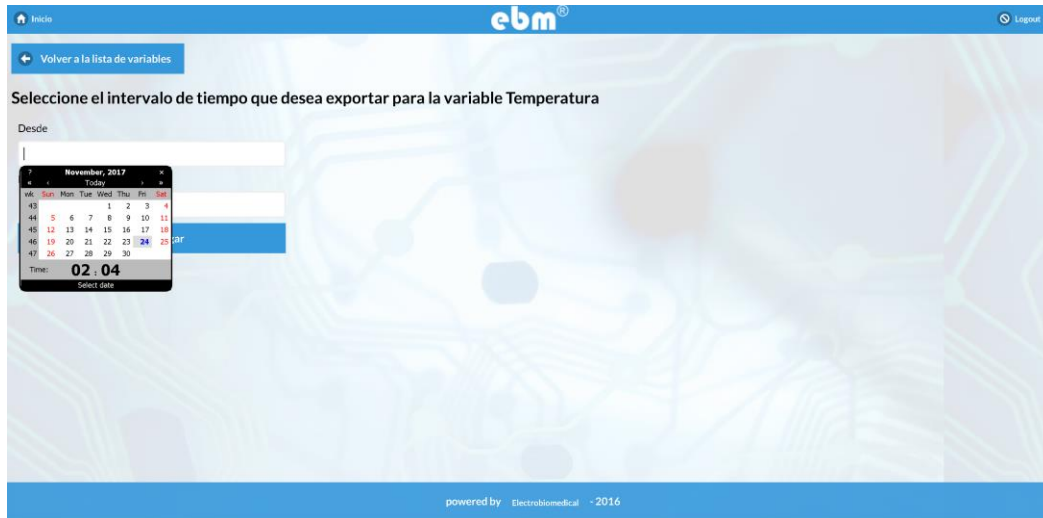 Inicio
ebm®
Logout
Volver a la lista de variables
Seleccione el intervalo de tiempo que desea exportar para la variable Temperatura
Desde
? November, 2017 ×
« ‹ Today › »
wk Sun Mon Tue Wed Thu Fri Sat
43 1 2 3 4
44 5 6 7 8 9 10 11
45 12 13 14 15 16 17 18
46 19 20 21 22 23 24 25
47 26 27 28 29 30
Time: 02 : 04
Select date
powered by Electrobiomedical - 2016